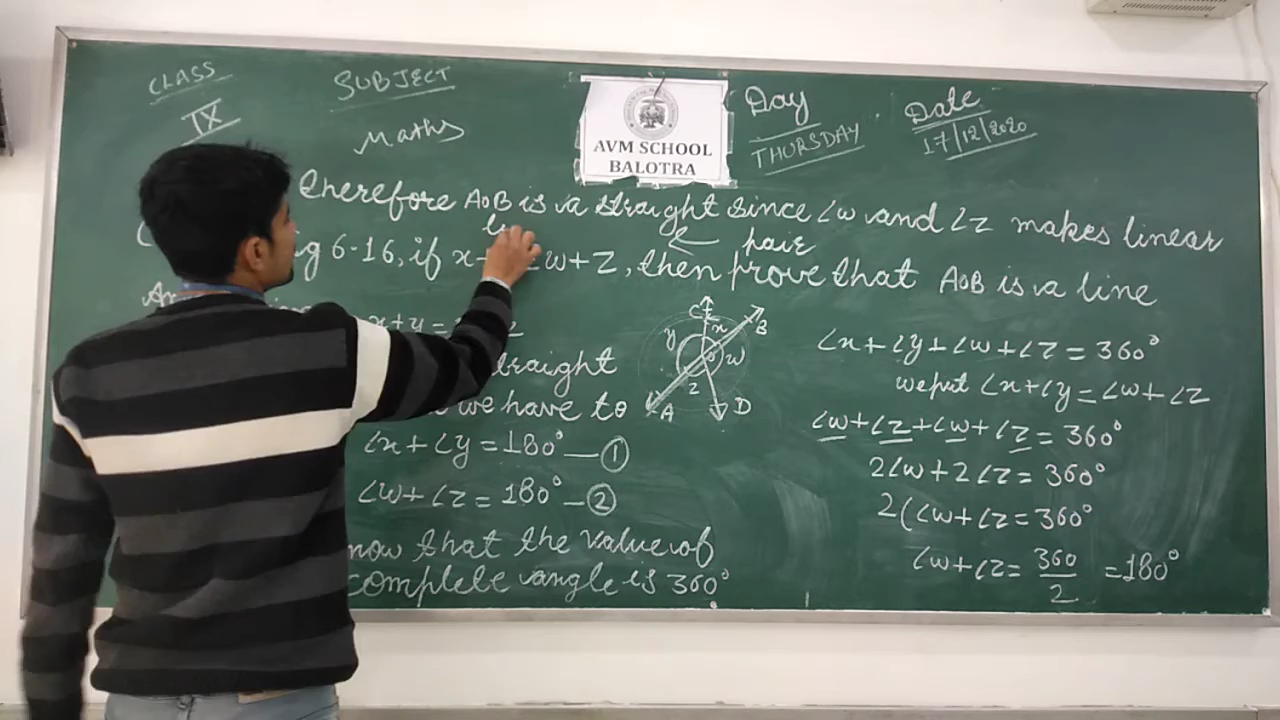 CLASS
IX
SUBJECT
Maths
AVM SCHOOL
BALOTRA
Day
THURSDAY
Date
17/12/2020
therefore AOB is a straight since ∠w and ∠z makes linear
pair
6.16, if x+ w+z, then prove that AOB is a line
x+y=
straight
we have to
∠x+∠y=180° — ①
∠w+∠z=180° — ②
now that the value of
complete angle is 360°
C
x
B
y
O
w
z
A
D
∠x+∠y+∠w+∠z=360°
we put ∠x+∠y=∠w+∠z
∠w+∠z+∠w+∠z=360°
2∠w+2∠z=360°
2(∠w+∠z=360°
∠w+∠z=360/2=180°